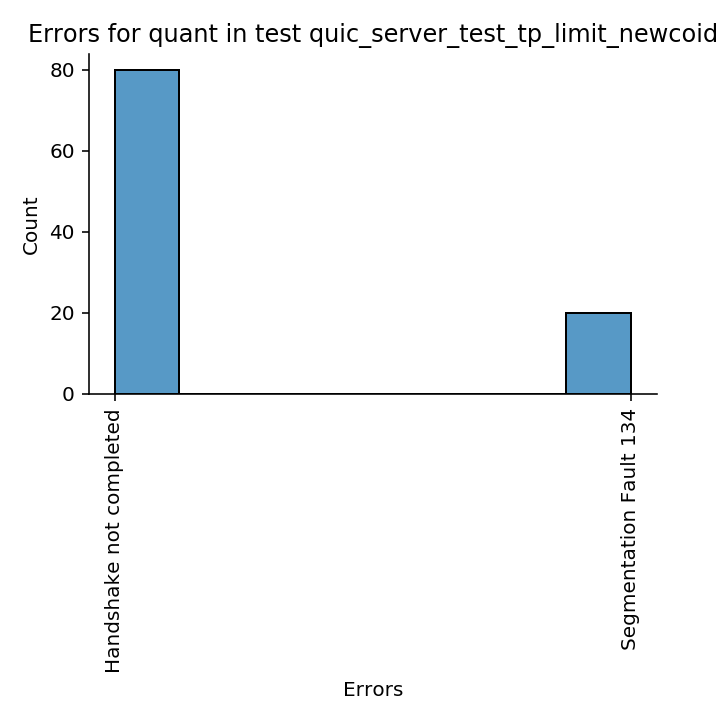 Errors for quant in test quic_server_test_tp_limit_newcoid
80
60
40
20
0
Count
Handshake not completed
Segmentation Fault 134
Errors